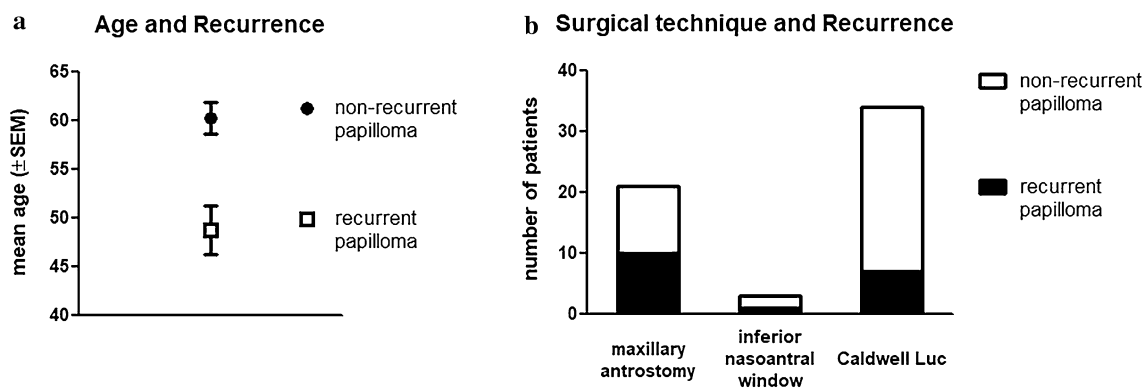 a
Age and Recurrence
mean age (±SEM)
65
60
55
50
45
40
non-recurrent
papilloma
recurrent
papilloma
b
Surgical technique and Recurrence
number of patients
40
30
20
10
0
maxillary
antrostomy
inferior
nasoantral
window
Caldwell Luc
non-recurrent
papilloma
recurrent
papilloma